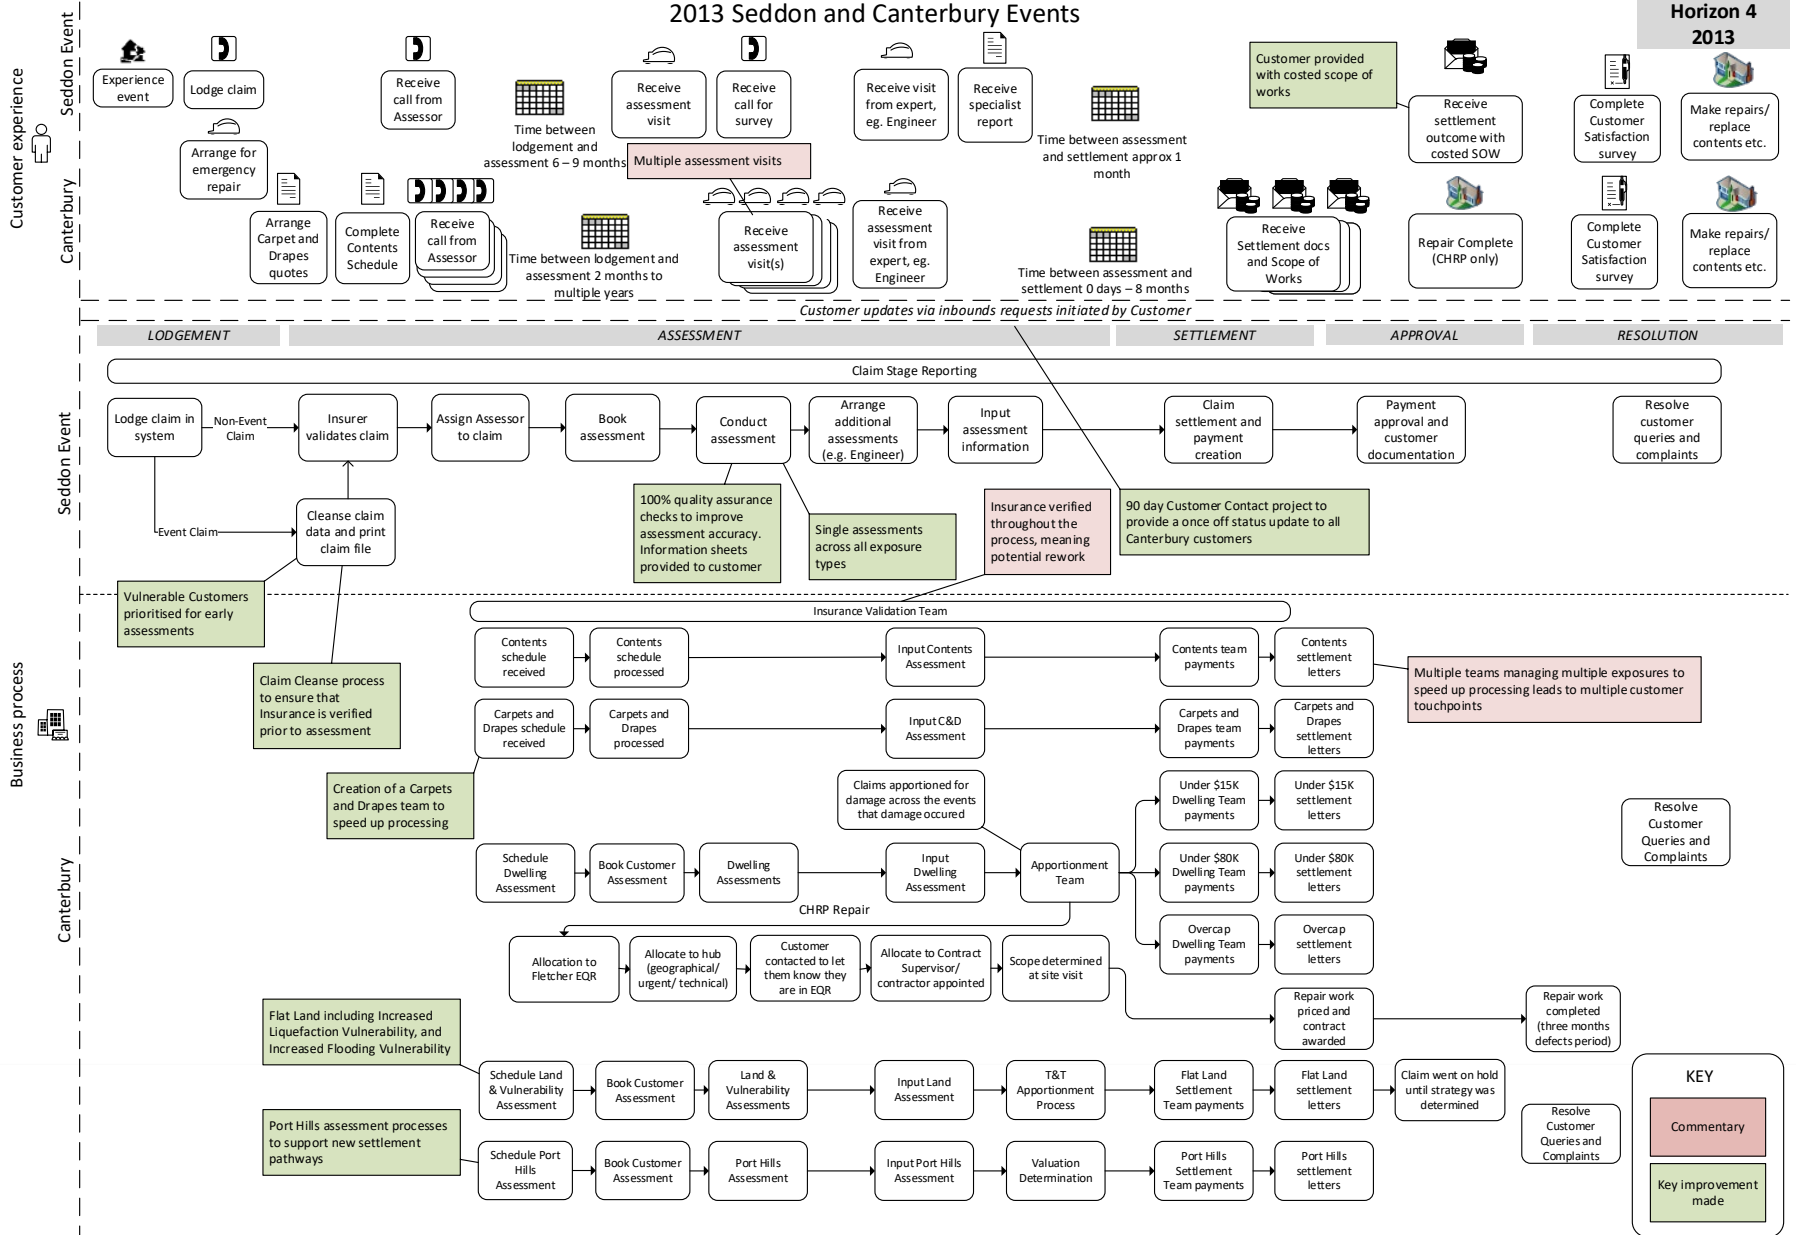 2013 Seddon and Canterbury Events
Horizon 4
2013
Customer experience
Seddon Event
Experience
event
Lodge claim
Receive
call from
Assessor
Time between
lodgement and
assessment 6 – 9 months
Receive
assessment
visit
Receive
call for
survey
Receive visit
from expert,
eg. Engineer
Receive
specialist
report
Time between assessment
and settlement approx 1
month
Customer provided
with costed scope of
works
Receive
settlement
outcome with
costed SOW
Complete
Customer
Satisfaction
survey
Make repairs/
replace
contents etc.
Arrange for
emergency
repair
Multiple assessment visits
Canterbury
Arrange
Carpet and
Drapes
quotes
Complete
Contents
Schedule
Receive
call from
Assessor
Time between lodgement and
assessment 2 months to
multiple years
Receive
assessment
visit(s)
Receive
assessment
visit from
expert, eg.
Engineer
Time between assessment and
settlement 0 days – 8 months
Receive
Settlement docs
and Scope of
Works
Repair Complete
(CHRP only)
Complete
Customer
Satisfaction
survey
Make repairs/
replace
contents etc.
Customer updates via inbounds requests initiated by Customer
LODGEMENT
ASSESSMENT
SETTLEMENT
APPROVAL
RESOLUTION
Business process
Seddon Event
Claim Stage Reporting
Lodge claim in
system
Non-Event
Claim
Insurer
validates claim
Assign Assessor
to claim
Book
assessment
Conduct
assessment
Arrange
additional
assessments
(e.g. Engineer)
Input
assessment
information
Claim
settlement and
payment
creation
Payment
approval and
customer
documentation
Resolve
customer
queries and
complaints
Event Claim
Cleanse claim
data and print
claim file
100% quality assurance
checks to improve
assessment accuracy.
Information sheets
provided to customer
Single assessments
across all exposure
types
Insurance verified
throughout the
process, meaning
potential rework
90 day Customer Contact project to
provide a once off status update to all
Canterbury customers
Vulnerable Customers
prioritised for early
assessments
Claim Cleanse process
to ensure that
Insurance is verified
prior to assessment
Canterbury
Insurance Validation Team
Contents
schedule
received
Contents
schedule
processed
Input Contents
Assessment
Contents team
payments
Contents
settlement
letters
Multiple teams managing multiple exposures to
speed up processing leads to multiple customer
touchpoints
Carpets and
Drapes schedule
received
Carpets and
Drapes
processed
Input C&D
Assessment
Carpets and
Drapes team
payments
Carpets and
Drapes
settlement
letters
Creation of a Carpets
and Drapes team to
speed up processing
Claims apportioned for
damage across the events
that damage occured
Under $15K
Dwelling Team
payments
Under $15K
settlement
letters
Resolve
Customer
Queries and
Complaints
Schedule
Dwelling
Assessment
Book Customer
Assessment
Dwelling
Assessments
Input
Dwelling
Assessment
Apportionment
Team
Under $80K
Dwelling Team
payments
Under $80K
settlement
letters
CHRP Repair
Overcap
Dwelling Team
payments
Overcap
settlement
letters
Allocation to
Fletcher EQR
Allocate to hub
(geographical/
urgent/ technical)
Customer
contacted to let
them know they
are in EQR
Allocate to Contract
Supervisor/
contractor appointed
Scope determined
at site visit
Repair work
priced and
contract
awarded
Repair work
completed
(three months
defects period)
Flat Land including Increased
Liquefaction Vulnerability, and
Increased Flooding Vulnerability
Schedule Land
& Vulnerability
Assessment
Book Customer
Assessment
Land &
Vulnerability
Assessments
Input Land
Assessment
T&T
Apportionment
Process
Flat Land
Settlement
Team payments
Flat Land
settlement
letters
Claim went on hold
until strategy was
determined
Port Hills assessment processes
to support new settlement
pathways
Schedule Port
Hills
Assessment
Book Customer
Assessment
Port Hills
Assessment
Input Port Hills
Assessment
Valuation
Determination
Port Hills
Settlement
Team payments
Port Hills
settlement
letters
Resolve
Customer
Queries and
Complaints
KEY
Commentary
Key improvement
made